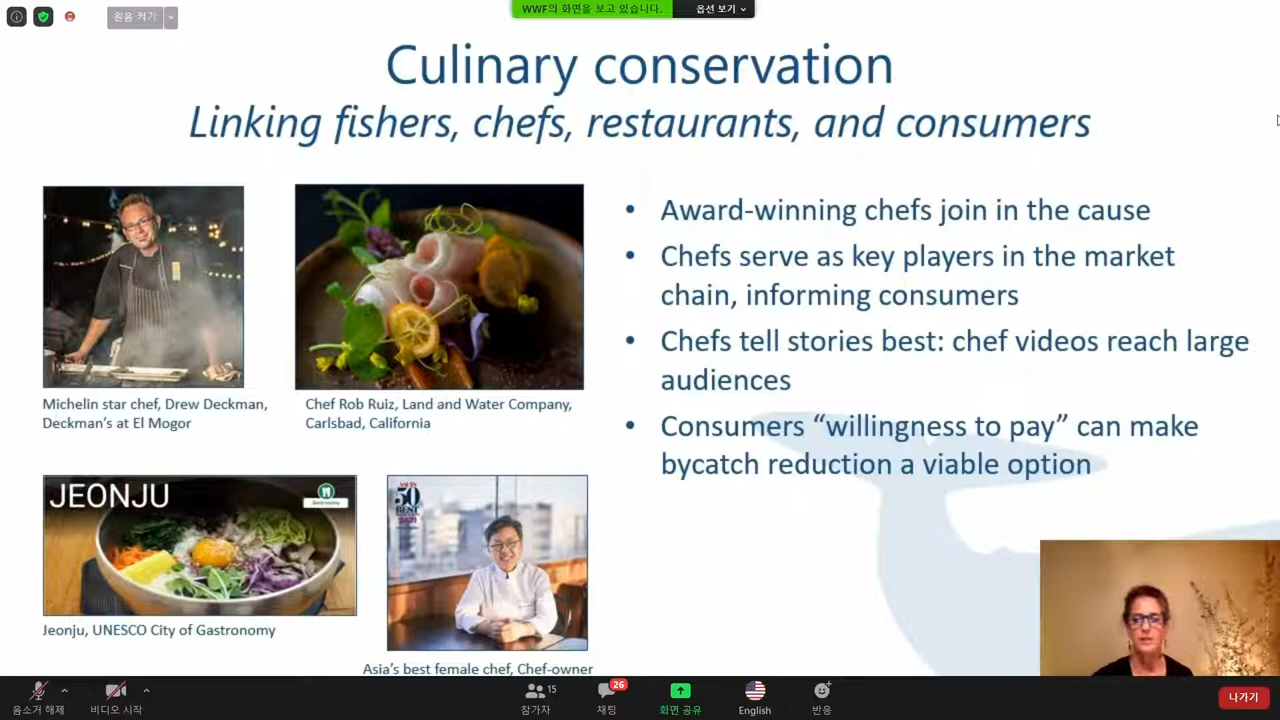 원음 켜기
WWF의 화면을 보고 있습니다.
옵션 보기
Culinary conservation
Linking fishers, chefs, restaurants, and consumers
• Award-winning chefs join in the cause
• Chefs serve as key players in the market
chain, informing consumers
• Chefs tell stories best: chef videos reach large
audiences
• Consumers “willingness to pay” can make
bycatch reduction a viable option
Michelin star chef, Drew Deckman,
Deckman’s at El Mogor
Chef Rob Ruiz, Land and Water Company,
Carlsbad, California
JEONJU
Gastronomy
Jeonju, UNESCO City of Gastronomy
50
BEST
Asia’s best female chef, Chef-owner
음소거 해제
비디오 시작
15
참가자
26
채팅
화면 공유
English
반응
나가기